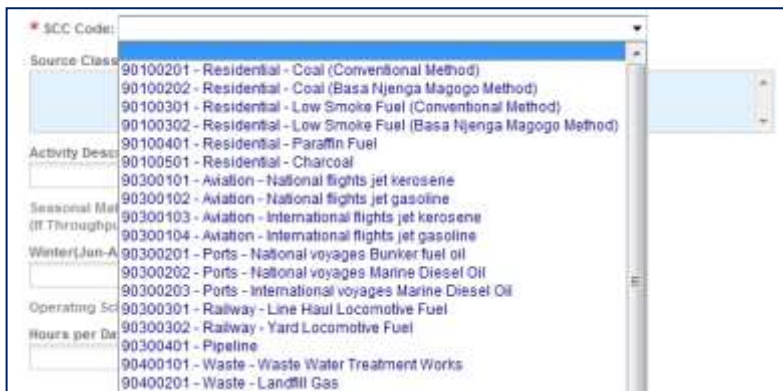 * SCC Code:
Source Class
90100201 - Residential - Coal (Conventional Method)
90100202 - Residential - Coal (Basa Njenga Magogo Method)
90100301 - Residential - Low Smoke Fuel (Conventional Method)
90100302 - Residential - Low Smoke Fuel (Basa Njenga Magogo Method)
90100401 - Residential - Paraffin Fuel
Activity Desc
90100501 - Residential - Charcoal
90300101 - Aviation - National flights jet kerosene
90300102 - Aviation - National flights jet gasoline
Seasonal Mat
90300103 - Aviation - International flights jet kerosene
(If Throughpu
90300104 - Aviation - International flights jet gasoline
Winter(Jun-A
90300201 - Ports - National voyages Bunker fuel oil
90300202 - Ports - National voyages Marine Diesel Oil
90300203 - Ports - International voyages Marine Diesel Oil
Operating Sc
90300301 - Railway - Line Haul Locomotive Fuel
90300302 - Railway - Yard Locomotive Fuel
Hours per Da
90300401 - Pipeline
90400101 - Waste - Waste Water Treatment Works
90400201 - Waste - Landfill Gas